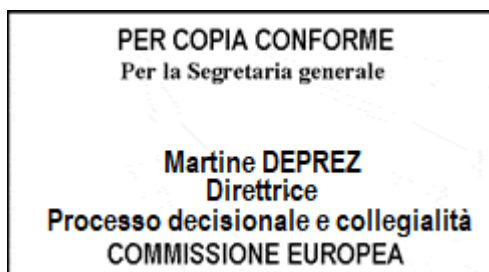 PER COPIA CONFORME
Per la Segretaria generale
Martine DEPREZ
Direttrice
Processo decisionale e collegialità
COMMISSIONE EUROPEA